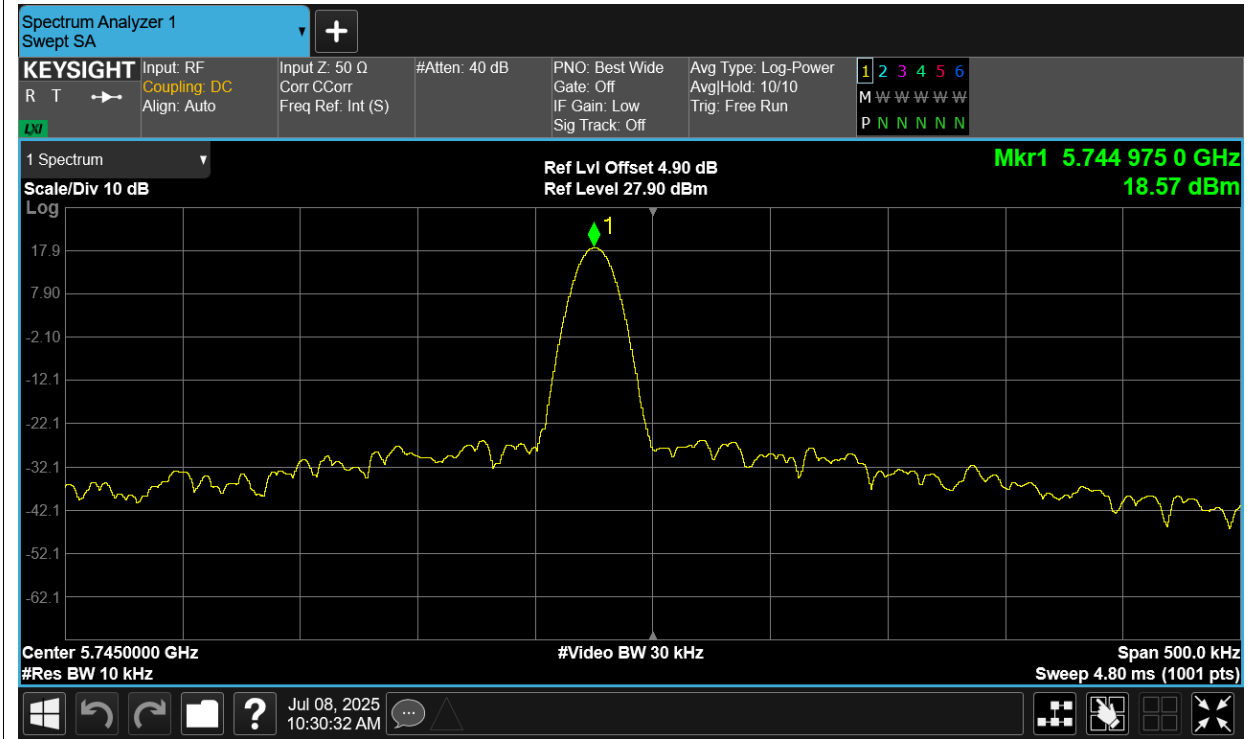 Spectrum Analyzer 1
Swept SA
+
KEYSIGHT
R T
LXI
Input: RF
Coupling: DC
Align: Auto
Input Z: 50 Ω
Corr CCorr
Freq Ref: Int (S)
#Atten: 40 dB
PNO: Best Wide
Gate: Off
IF Gain: Low
Sig Track: Off
Avg Type: Log-Power
Avg|Hold: 10/10
Trig: Free Run
1 2 3 4 5 6
M W W W W W
P N N N N N
1 Spectrum
Scale/Div 10 dB
Log
Ref Lvl Offset 4.90 dB
Ref Level 27.90 dBm
Mkr1 5.744 975 0 GHz
18.57 dBm
1
17.9
7.90
-2.10
-12.1
-22.1
-32.1
-42.1
-52.1
-62.1
Center 5.7450000 GHz
#Res BW 10 kHz
#Video BW 30 kHz
Span 500.0 kHz
Sweep 4.80 ms (1001 pts)
?
Jul 08, 2025
10:30:32 AM